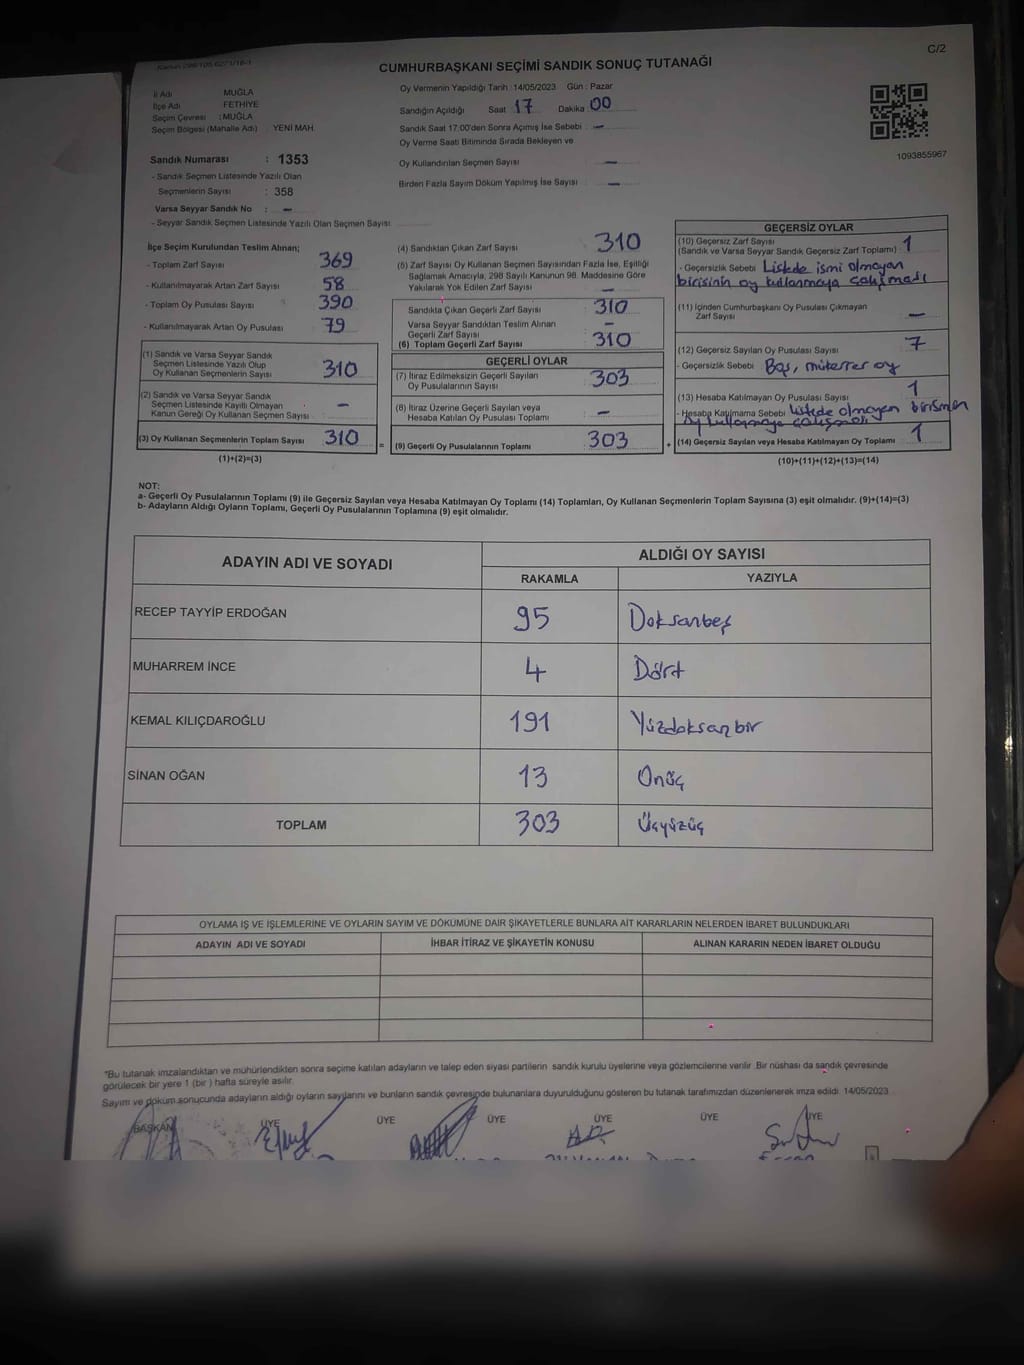 Kanun 298/105-6271/18-1
C/2
CUMHURBAŞKANI SEÇİMİ SANDIK SONUÇ TUTANAĞI
İl Adı MUĞLA
İlçe Adı FETHİYE
Seçim Çevresi : MUĞLA
Seçim Bölgesi (Mahalle Adı) : YENİ MAH.
Sandık Numarası : 1353
- Sandık Seçmen Listesinde Yazılı Olan
Seçmenlerin Sayısı : 358
Varsa Seyyar Sandık No : –
- Seyyar Sandık Seçmen Listesinde Yazılı Olan Seçmen Sayısı
Oy Vermenin Yapıldığı Tarih : 14/05/2023 Gün : Pazar
Sandığın Açıldığı Saat 17 Dakika 00
Sandık Saat 17:00'den Sonra Açılmış İse Sebebi : –
Oy Verme Saati Bitiminde Sırada Bekleyen ve
Oy Kullandırılan Seçmen Sayısı –
Birden Fazla Sayım Döküm Yapılmış İse Sayısı –
1093855967
İlçe Seçim Kurulundan Teslim Alınan;
- Toplam Zarf Sayısı 369
- Kullanılmayarak Artan Zarf Sayısı 58
- Toplam Oy Pusulası Sayısı 390
- Kullanılmayarak Artan Oy Pusulası 79
(1) Sandık ve Varsa Seyyar Sandık
Seçmen Listesinde Yazılı Olup
Oy Kullanan Seçmenlerin Sayısı 310
(2) Sandık ve Varsa Seyyar Sandık
Seçmen Listesinde Kayıtlı Olmayan
Kanun Gereği Oy Kullanan Seçmen Sayısı –
(3) Oy Kullanan Seçmenlerin Toplam Sayısı 310 =
(1)+(2)=(3)
(4) Sandıktan Çıkan Zarf Sayısı 310
(5) Zarf Sayısı Oy Kullanan Seçmen Sayısından Fazla İse, Eşitliği
Sağlamak Amacıyla, 298 Sayılı Kanunun 98. Maddesine Göre
Yakılarak Yok Edilen Zarf Sayısı –
Sandıkta Çıkan Geçerli Zarf Sayısı 310
Varsa Seyyar Sandıktan Teslim Alınan
Geçerli Zarf Sayısı –
(6) Toplam Geçerli Zarf Sayısı 310
GEÇERLİ OYLAR
(7) İtiraz Edilmeksizin Geçerli Sayılan
Oy Pusulalarının Sayısı 303
(8) İtiraz Üzerine Geçerli Sayılan veya
Hesaba Katılan Oy Pusulası Toplamı –
(9) Geçerli Oy Pusulalarının Toplamı : 303 +
GEÇERSİZ OYLAR
(10) Geçersiz Zarf Sayısı
(Sandık ve Varsa Seyyar Sandık Geçersiz Zarf Toplamı) 1
- Geçersizlik Sebebi Listede ismi olmayan
birisinin oy kullanmaya çalışması
(11) İçinden Cumhurbaşkanı Oy Pusulası Çıkmayan
Zarf Sayısı –
(12) Geçersiz Sayılan Oy Pusulası Sayısı 7
- Geçersizlik Sebebi Boş, mükerrer oy
(13) Hesaba Katılmayan Oy Pusulası Sayısı 1
- Hesaba Katılmama Sebebi Listede olmayan birisinin
oy kullanmaya çalışması
(14) Geçersiz Sayılan veya Hesaba Katılmayan Oy Toplamı 1
(10)+(11)+(12)+(13)=(14)
NOT:
a- Geçerli Oy Pusulalarının Toplamı (9) ile Geçersiz Sayılan veya Hesaba Katılmayan Oy Toplamı (14) Toplamları, Oy Kullanan Seçmenlerin Toplam Sayısına (3) eşit olmalıdır. (9)+(14)=(3)
b- Adayların Aldığı Oyların Toplamı, Geçerli Oy Pusulalarının Toplamına (9) eşit olmalıdır.
ADAYIN ADI VE SOYADI ALDIĞI OY SAYISI
RAKAMLA YAZIYLA
RECEP TAYYİP ERDOĞAN 95 Doksanbeş
MUHARREM İNCE 4 Dört
KEMAL KILIÇDAROĞLU 191 Yüzdoksanbir
SİNAN OĞAN 13 Onüç
TOPLAM 303 Üçyüzüç
OYLAMA İŞ VE İŞLEMLERİNE VE OYLARIN SAYIM VE DÖKÜMÜNE DAİR ŞİKAYETLERLE BUNLARA AİT KARARLARIN NELERDEN İBARET BULUNDUKLARI
ADAYIN ADI VE SOYADI İHBAR İTİRAZ VE ŞİKAYETİN KONUSU ALINAN KARARIN NEDEN İBARET OLDUĞU
*Bu tutanak imzalandıktan ve mühürlendikten sonra seçime katılan adayların ve talep eden siyasi partilerin sandık kurulu üyelerine veya gözlemcilerine verilir. Bir nüshası da sandık çevresinde
görülecek bir yere 1 (bir) hafta süreyle asılır.
Sayım ve döküm sonucunda adayların aldığı oyların sayılarını ve bunların sandık çevresinde bulunanlara duyurulduğunu gösteren bu tutanak tarafımızdan düzenlenerek imza edildi. 14/05/2023
BAŞKAN ÜYE ÜYE ÜYE ÜYE ÜYE ÜYE